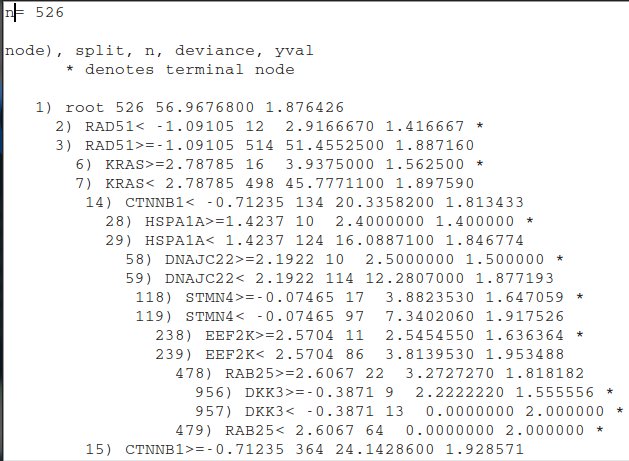 n= 526
node), split, n, deviance, yval
* denotes terminal node
1) root 526 56.9676800 1.876426
2) RAD51< -1.09105 12 2.9166670 1.416667 *
3) RAD51>=-1.09105 514 51.4552500 1.887160
6) KRAS>=2.78785 16 3.9375000 1.562500 *
7) KRAS< 2.78785 498 45.7771100 1.897590
14) CTNNB1< -0.71235 134 20.3358200 1.813433
28) HSPA1A>=1.4237 10 2.4000000 1.400000 *
29) HSPA1A< 1.4237 124 16.0887100 1.846774
58) DNAJC22>=2.1922 10 2.5000000 1.500000 *
59) DNAJC22< 2.1922 114 12.2807000 1.877193
118) STMN4>=-0.07465 17 3.8823530 1.647059 *
119) STMN4< -0.07465 97 7.3402060 1.917526
238) EEF2K>=2.5704 11 2.5454550 1.636364 *
239) EEF2K< 2.5704 86 3.8139530 1.953488
478) RAB25>=2.6067 22 3.2727270 1.818182
956) DKK3>=-0.3871 9 2.2222220 1.555556 *
957) DKK3< -0.3871 13 0.0000000 2.000000 *
479) RAB25< 2.6067 64 0.0000000 2.000000 *
15) CTNNB1>=-0.71235 364 24.1428600 1.928571